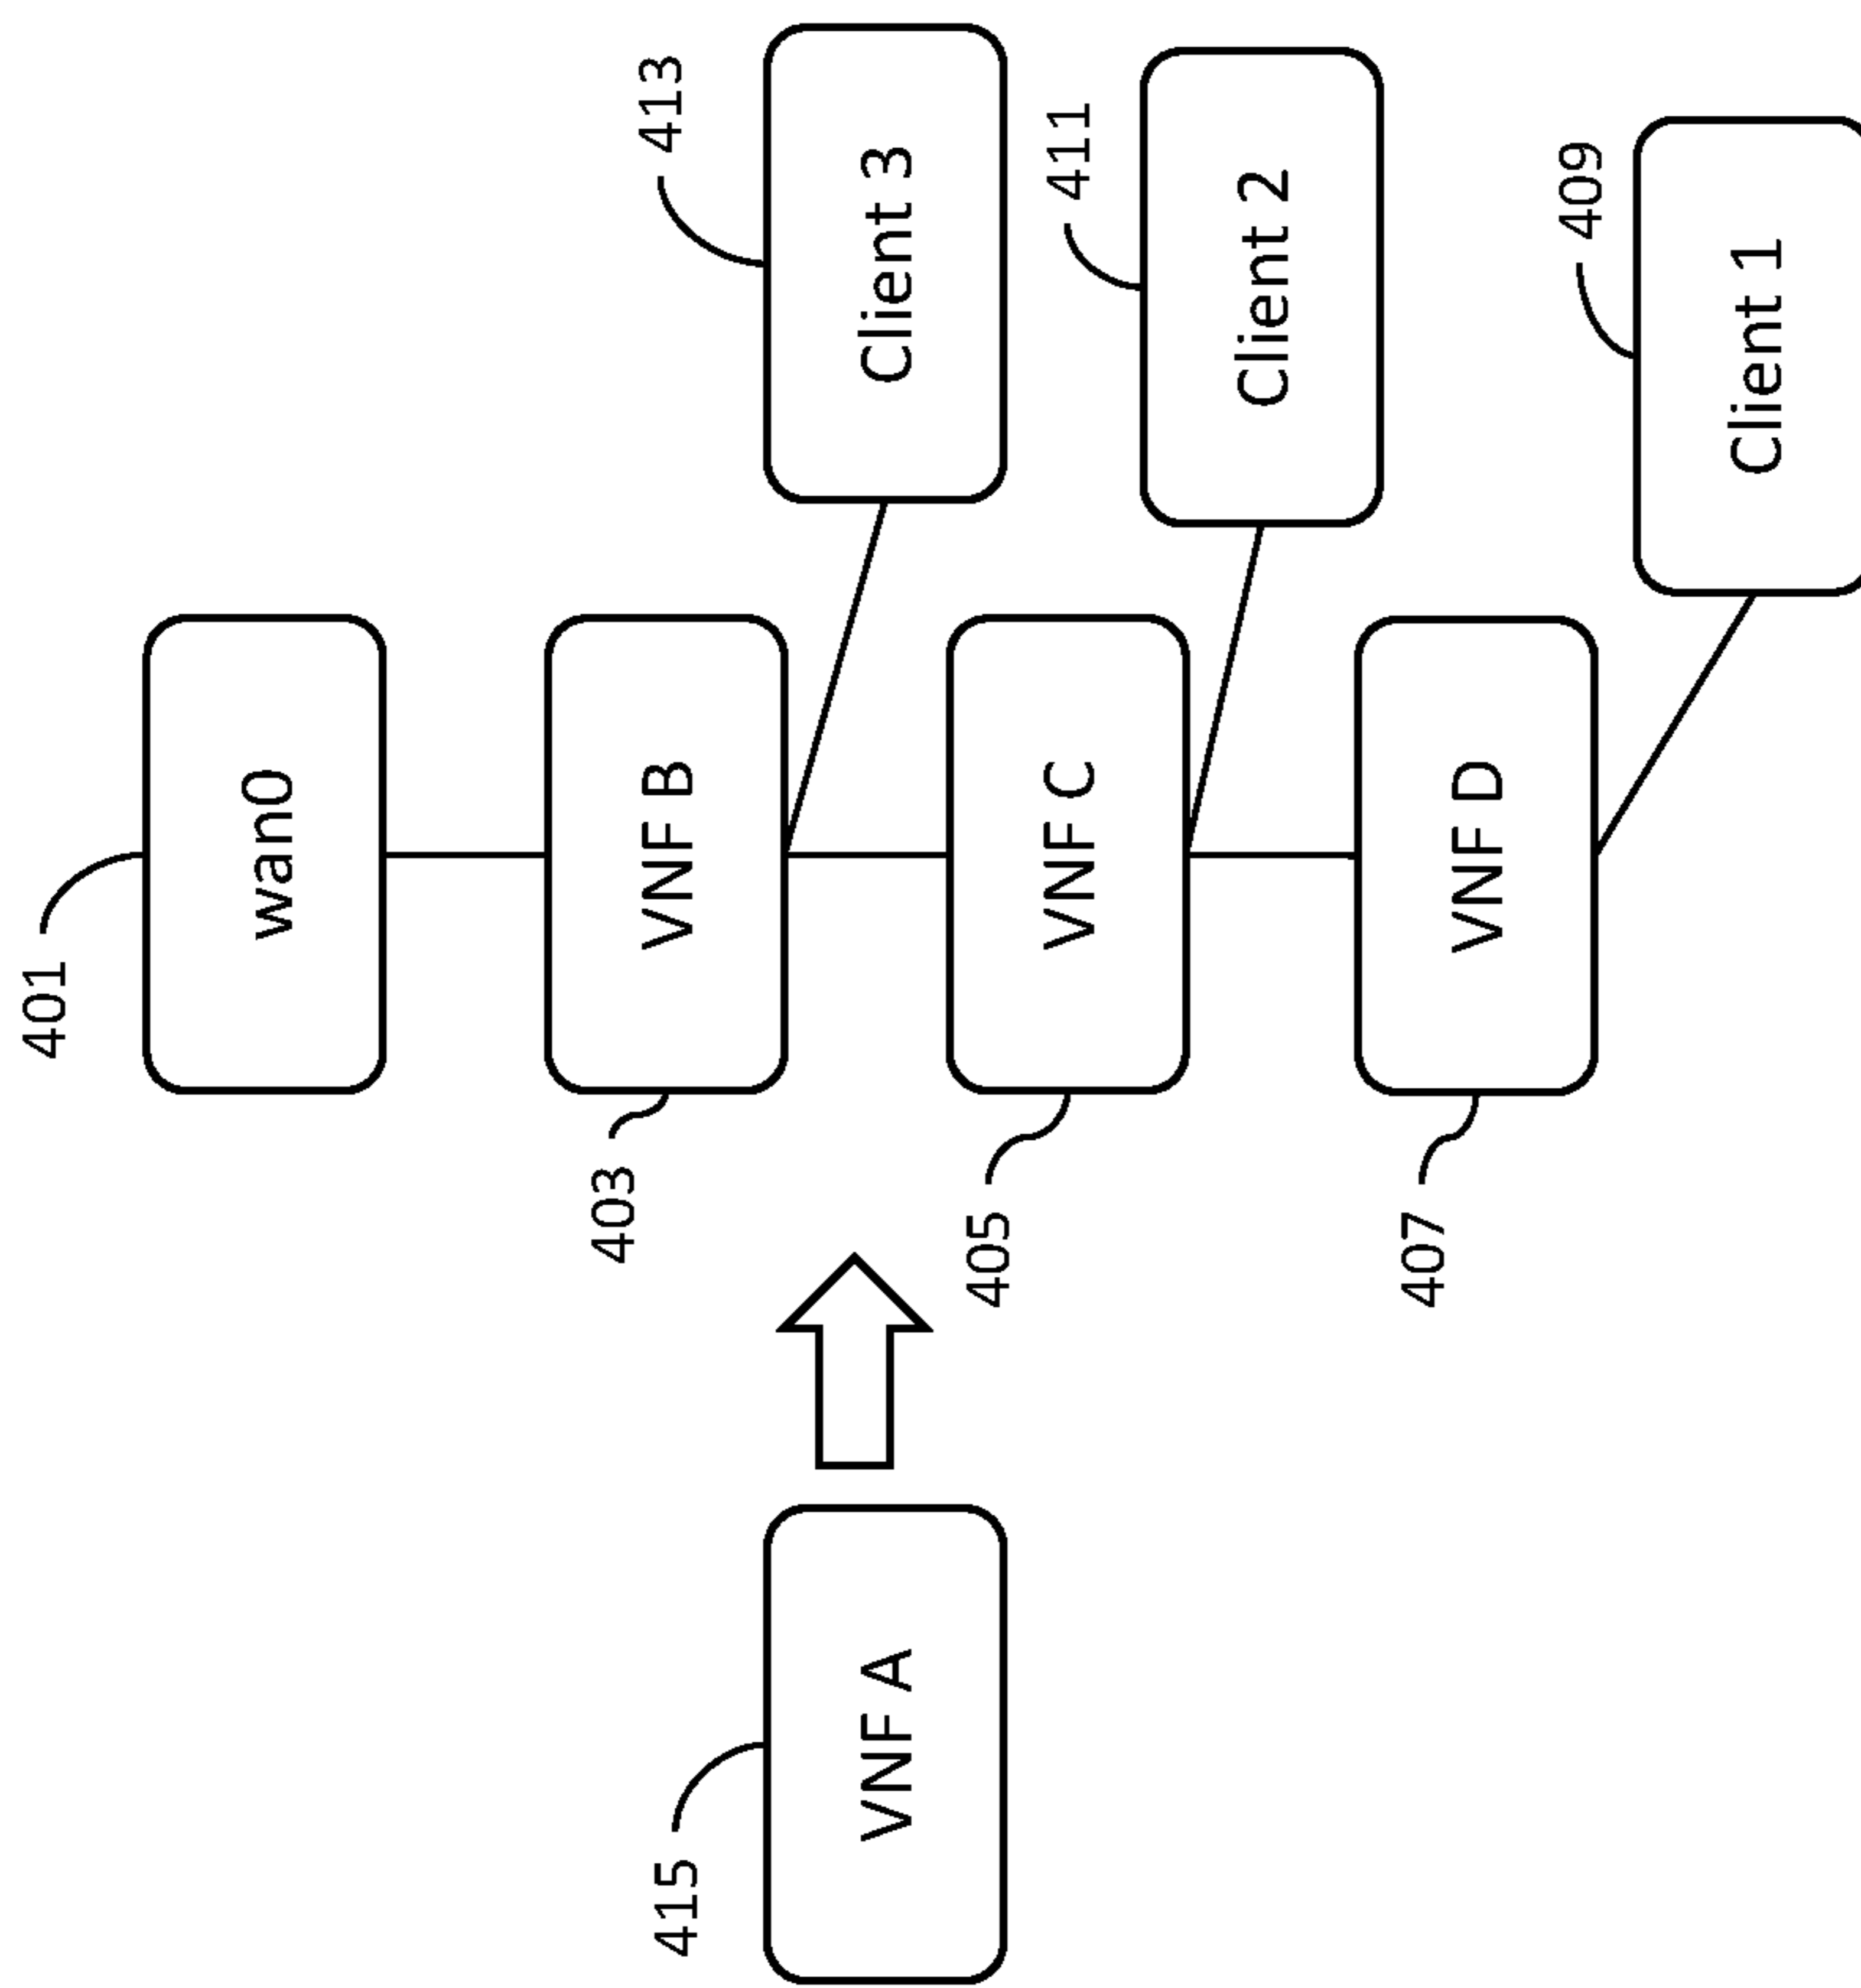 401
wan0
403
VNF B
413
Client 3
415
VNF A
405
VNF C
411
Client 2
407
VNF D
409
Client 1